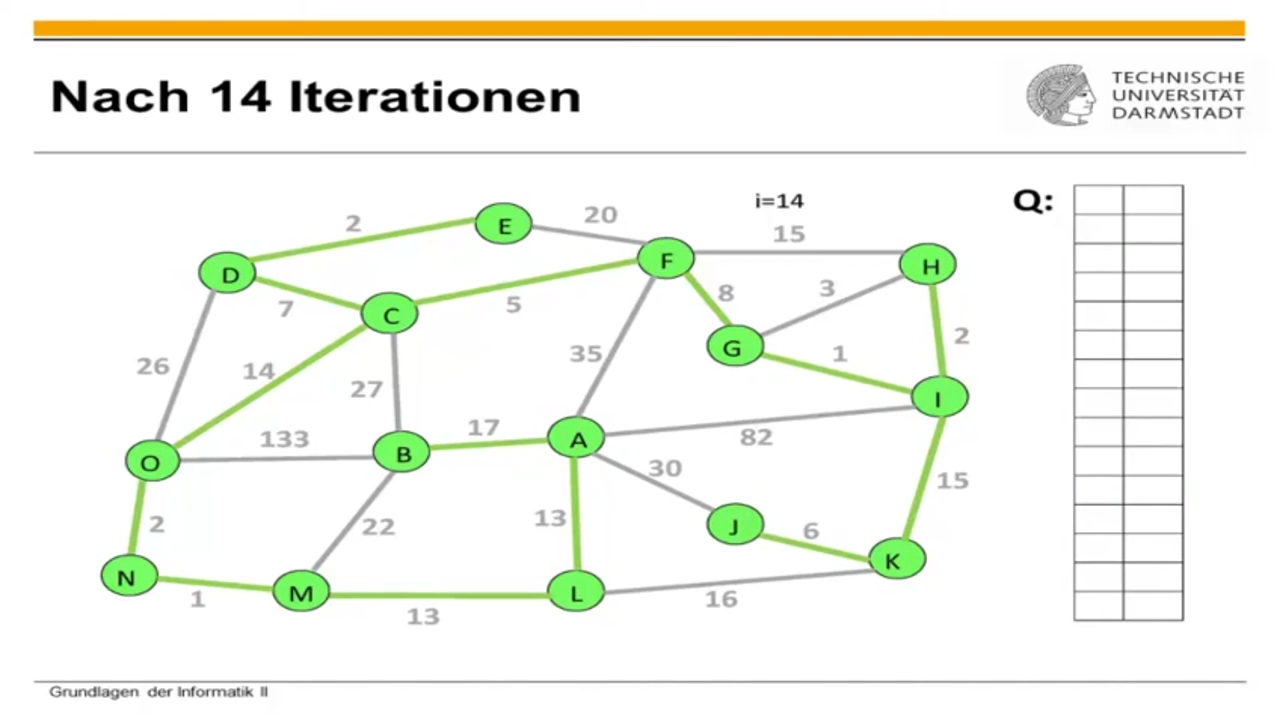 Nach 14 Iterationen
TECHNISCHE
UNIVERSITÄT
DARMSTADT
i=14
Q:
2
E
20
15
D
F
H
7
C
5
8
3
26
14
27
35
G
1
2
I
133
17
82
O
B
A
30
15
2
22
13
J
6
K
N
M
L
1
13
16
Grundlagen der Informatik II